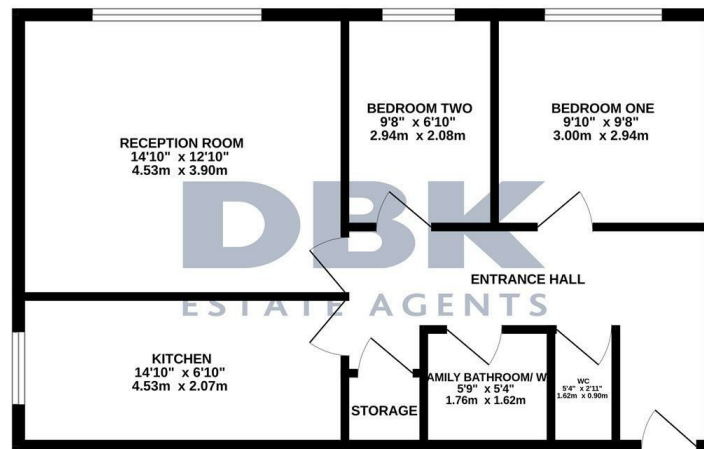 BEDROOM TWO
9'8" x 6'10"
2.94m x 2.08m
BEDROOM ONE
9'10" x 9'8"
3.00m x 2.94m
RECEPTION ROOM
14'10" x 12'10"
4.53m x 3.90m
DBK
ESTATE AGENTS
ENTRANCE HALL
KITCHEN
14'10" x 6'10"
4.53m x 2.07m
STORAGE
AMILY BATHROOM/ W
5'9" x 5'4"
1.76m x 1.62m
WC
5'4" x 2'11"
1.62m x 0.90m